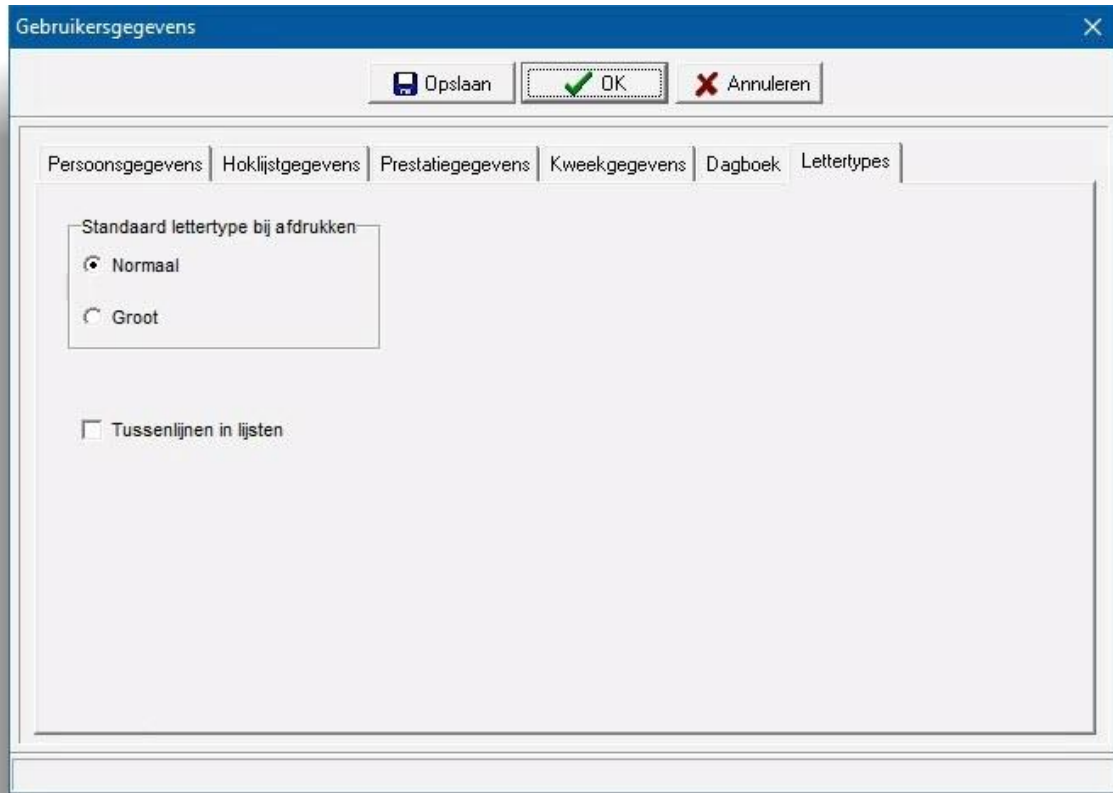 Gebruikersgegevens
Opslaan OK Annuleren
Persoonsgegevens Hoklijstgegevens Prestatiegegevens Kweekgegevens Dagboek Lettertypes
Standaard lettertype bij afdrukken
Normaal
Groot
Tussenlijnen in lijsten